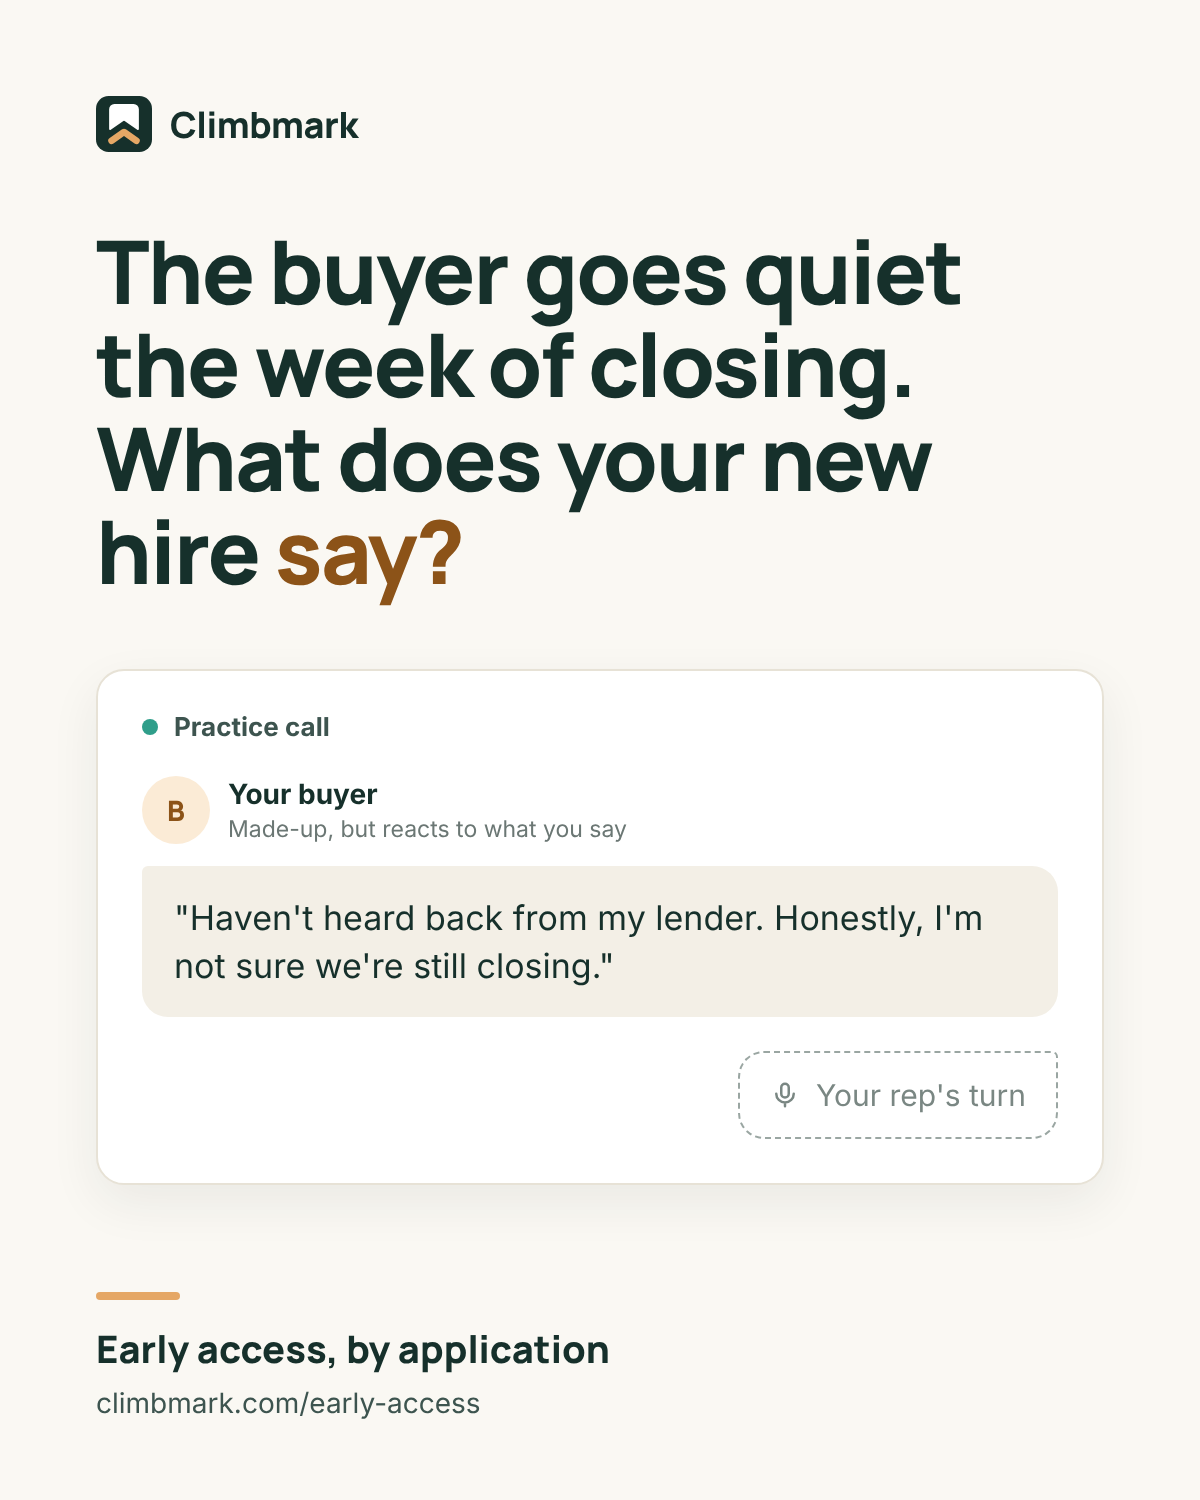 Climbmark
The buyer goes quiet
the week of closing.
What does your new
hire say?
Practice call
B
Your buyer
Made-up, but reacts to what you say
"Haven't heard back from my lender. Honestly, I'm
not sure we're still closing."
Your rep's turn
Early access, by application
climbmark.com/early-access